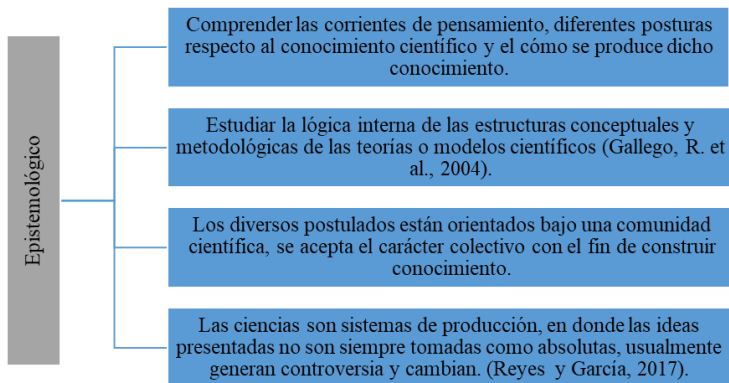 Epistemológico
Comprender las corrientes de pensamiento, diferentes posturas
respecto al conocimiento científico y el cómo se produce dicho
conocimiento.
Estudiar la lógica interna de las estructuras conceptuales y
metodológicas de las teorías o modelos científicos (Gallego, R. et
al., 2004).
Los diversos postulados están orientados bajo una comunidad
científica, se acepta el carácter colectivo con el fin de construir
conocimiento.
Las ciencias son sistemas de producción, en donde las ideas
presentadas no son siempre tomadas como absolutas, usualmente
generan controversia y cambian. (Reyes y García, 2017).